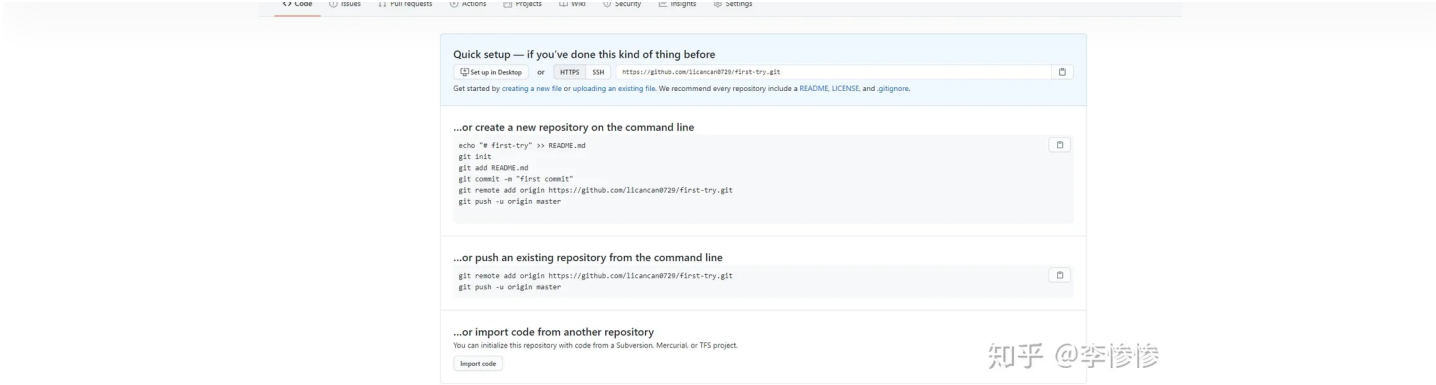 Code Issues Pull requests Actions Projects Wiki Security Insights Settings
Quick setup — if you've done this kind of thing before
Set up in Desktop or HTTPS SSH https://github.com/licancan0729/first-try.git
Get started by creating a new file or uploading an existing file. We recommend every repository include a README, LICENSE, and .gitignore.
...or create a new repository on the command line
echo "# first-try" >> README.md
git init
git add README.md
git commit -m "first commit"
git remote add origin https://github.com/licancan0729/first-try.git
git push -u origin master
...or push an existing repository from the command line
git remote add origin https://github.com/licancan0729/first-try.git
git push -u origin master
...or import code from another repository
You can initialize this repository with code from a Subversion, Mercurial, or TFS project.
Import code
知乎 @李惨惨